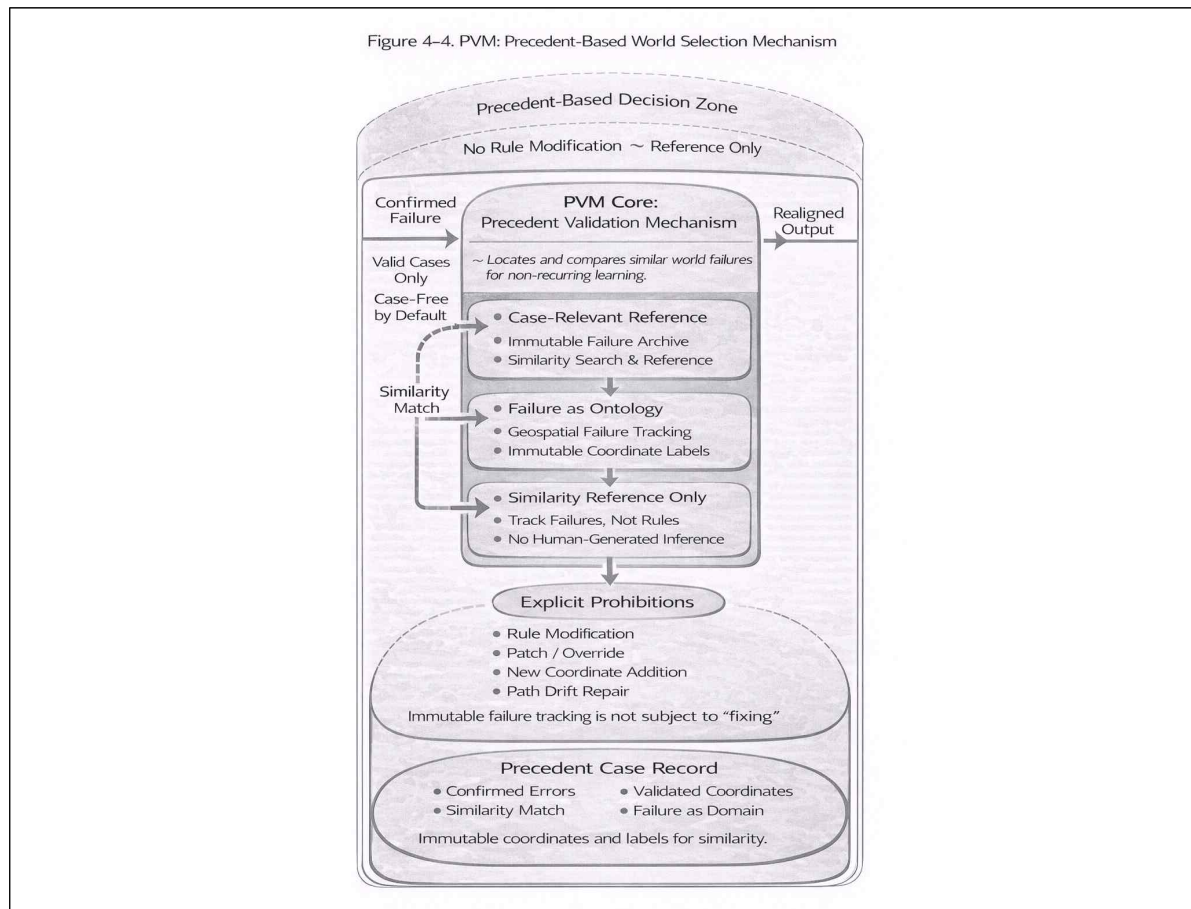 Figure 4–4. PVM: Precedent-Based World Selection Mechanism
Precedent-Based Decision Zone
No Rule Modification ~ Reference Only
Confirmed
Failure
Valid Cases
Only
Case-Free
by Default
Similarity
Match
PVM Core:
Precedent Validation Mechanism
~ Locates and compares similar world failures
for non-recurring learning.
• Case-Relevant Reference
• Immutable Failure Archive
• Similarity Search & Reference
• Failure as Ontology
• Geospatial Failure Tracking
• Immutable Coordinate Labels
• Similarity Reference Only
• Track Failures, Not Rules
• No Human-Generated Inference
Realigned
Output
Explicit Prohibitions
• Rule Modification
• Patch / Override
• New Coordinate Addition
• Path Drift Repair
Immutable failure tracking is not subject to “fixing”
Precedent Case Record
• Confirmed Errors • Validated Coordinates
• Similarity Match • Failure as Domain
Immutable coordinates and labels for similarity.